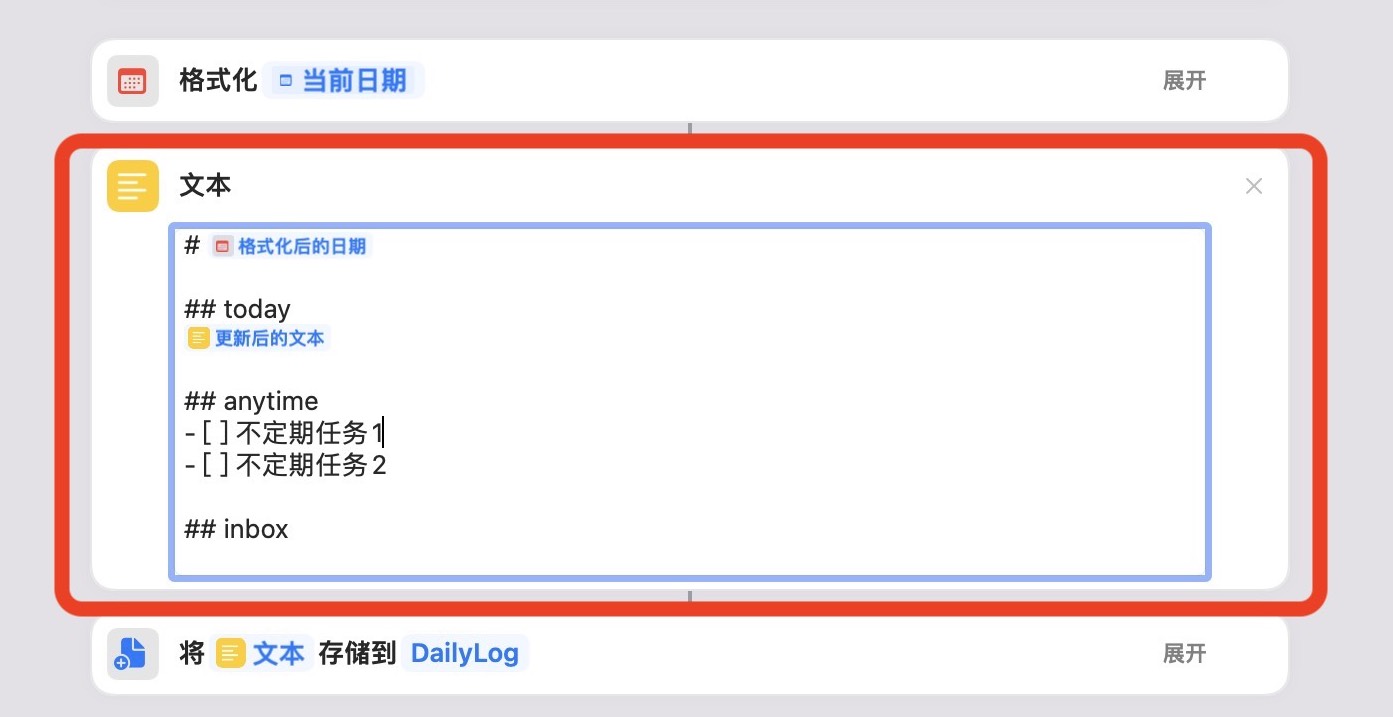 格式化 当前日期 展开
文本
# 格式化后的日期
## today
更新后的文本
## anytime
- [ ] 不定期任务1
- [ ] 不定期任务2
## inbox
将 文本 存储到 DailyLog 展开